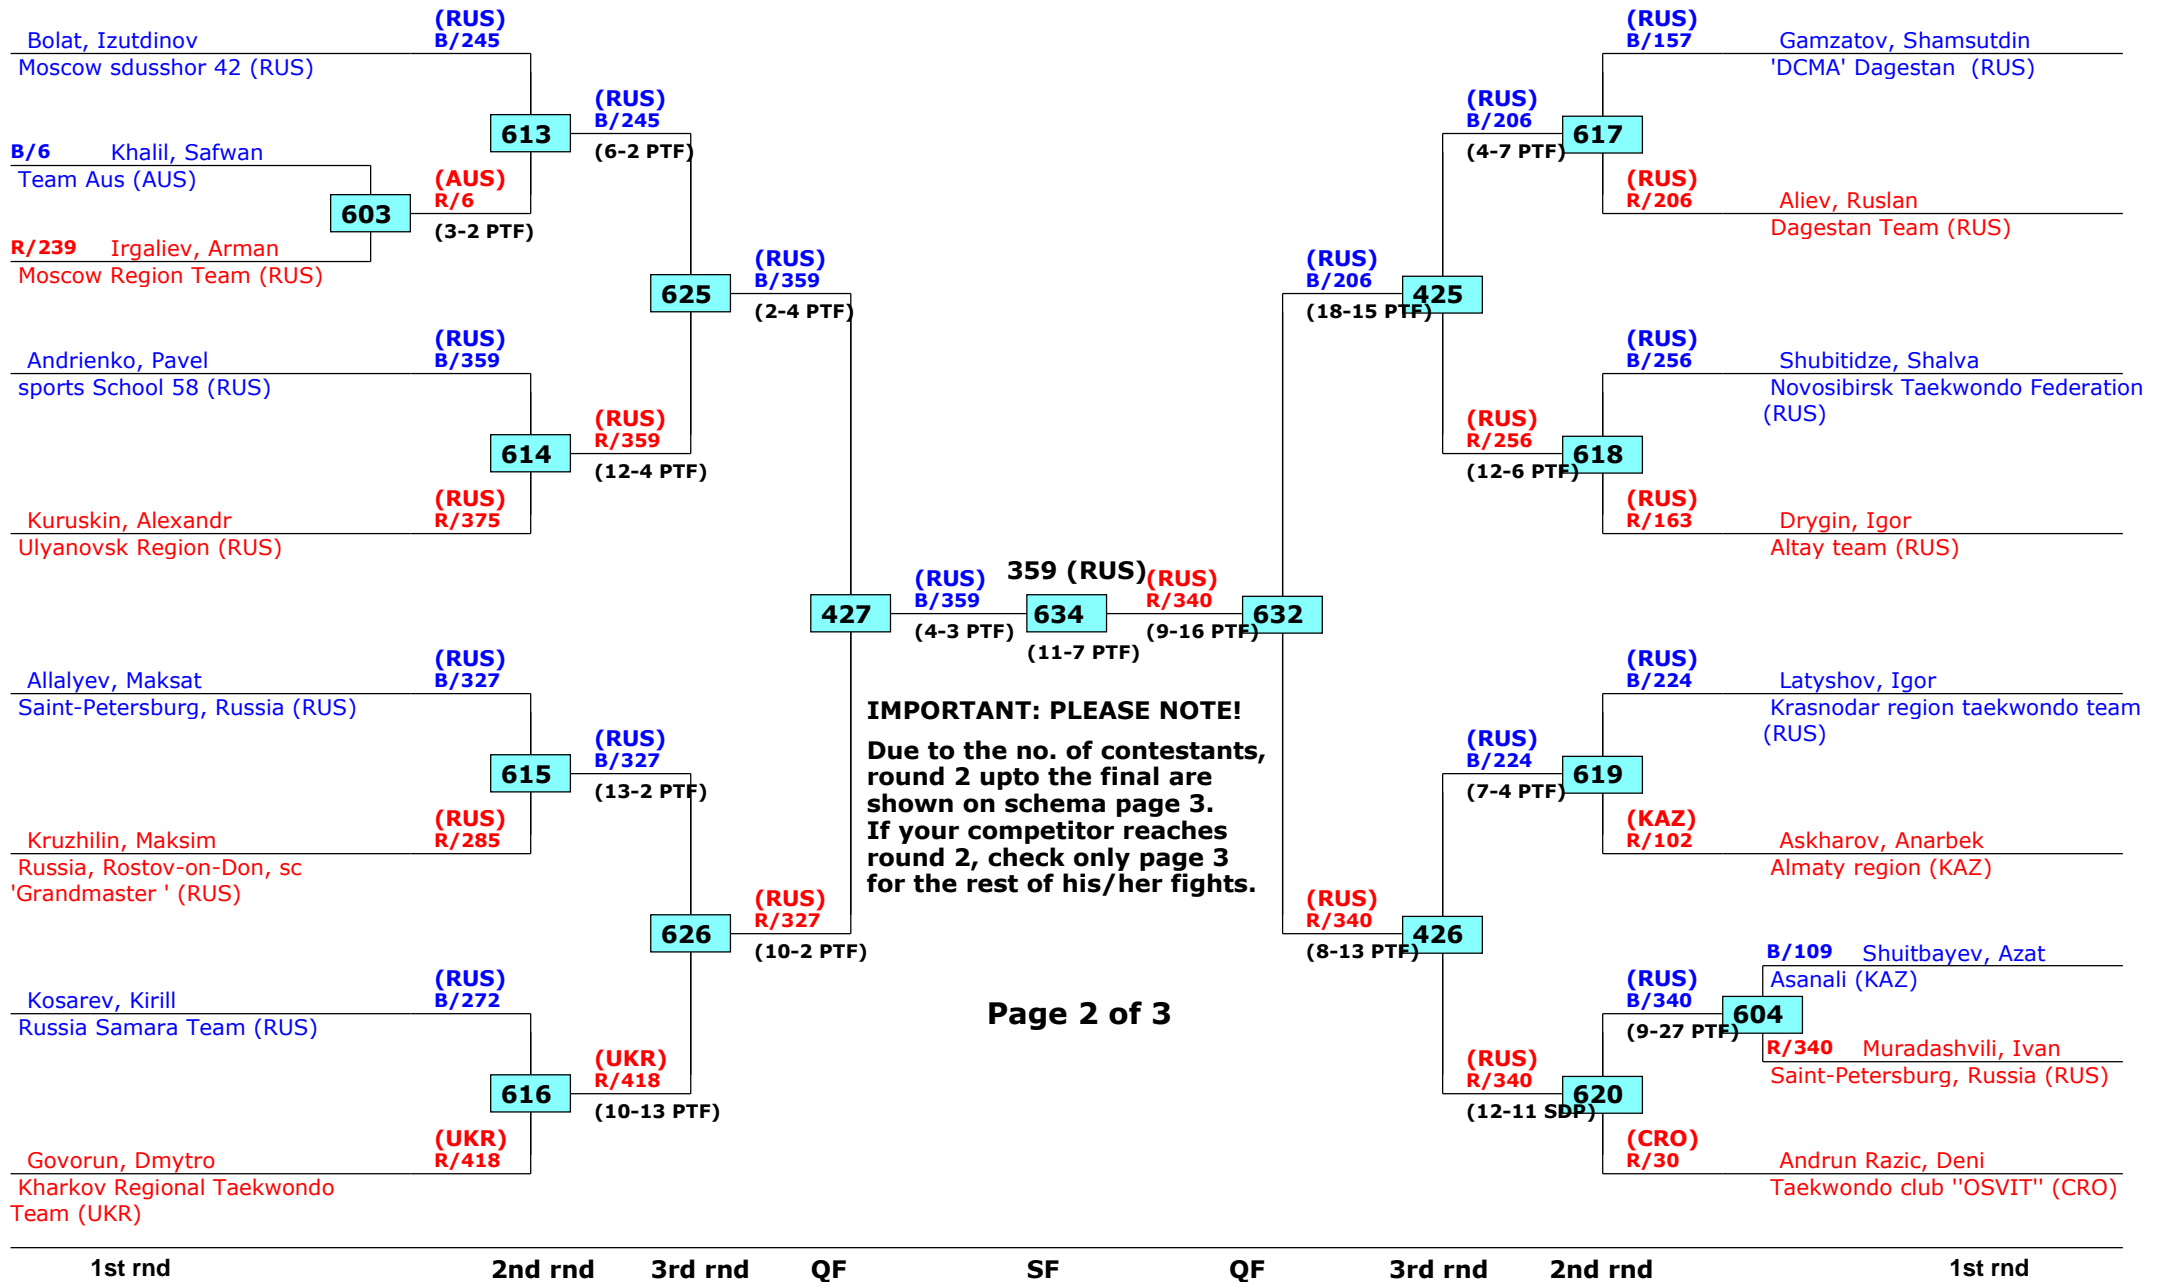 (RUS)
B/245
Bolat, Izutdinov
Moscow sdusshor 42 (RUS)
613
(RUS)
B/245
(6-2 PTF)
B/6 Khalil, Safwan
Team Aus (AUS)
603
(AUS)
R/6
(3-2 PTF)
R/239 Irgaliev, Arman
Moscow Region Team (RUS)
625
(RUS)
B/359
(2-4 PTF)
(RUS)
B/359
Andrienko, Pavel
sports School 58 (RUS)
614
(RUS)
R/359
(12-4 PTF)
(RUS)
R/375
Kuruskin, Alexandr
Ulyanovsk Region (RUS)
427
(RUS)
B/359
(4-3 PTF)
359 (RUS)
634
(11-7 PTF)
(RUS)
R/340
(9-16 PTF)
632
(RUS)
B/327
Allalyev, Maksat
Saint-Petersburg, Russia (RUS)
615
(RUS)
B/327
(13-2 PTF)
(RUS)
R/285
Kruzhilin, Maksim
Russia, Rostov-on-Don, sc
'Grandmaster ' (RUS)
626
(RUS)
R/327
(10-2 PTF)
(RUS)
B/272
Kosarev, Kirill
Russia Samara Team (RUS)
616
(UKR)
R/418
(10-13 PTF)
(UKR)
R/418
Govorun, Dmytro
Kharkov Regional Taekwondo
Team (UKR)
IMPORTANT: PLEASE NOTE!
Due to the no. of contestants,
round 2 upto the final are
shown on schema page 3.
If your competitor reaches
round 2, check only page 3
for the rest of his/her fights.
Page 2 of 3
(RUS)
B/157
Gamzatov, Shamsutdin
'DCMA' Dagestan (RUS)
(RUS)
B/206
(4-7 PTF)
617
(RUS)
R/206
Aliev, Ruslan
Dagestan Team (RUS)
(RUS)
B/206
(18-15 PTF)
425
(RUS)
B/256
Shubitidze, Shalva
Novosibirsk Taekwondo Federation
(RUS)
(RUS)
R/256
(12-6 PTF)
618
(RUS)
R/163
Drygin, Igor
Altay team (RUS)
(RUS)
B/224
Latyshov, Igor
Krasnodar region taekwondo team
(RUS)
(RUS)
B/224
(7-4 PTF)
619
(KAZ)
R/102
Askharov, Anarbek
Almaty region (KAZ)
(RUS)
R/340
(8-13 PTF)
426
B/109 Shuitbayev, Azat
Asanali (KAZ)
(RUS)
B/340
(9-27 PTF)
604
R/340 Muradashvili, Ivan
Saint-Petersburg, Russia (RUS)
(RUS)
R/340
(12-11 SDP)
620
(CRO)
R/30
Andrun Razic, Deni
Taekwondo club "OSVIT" (CRO)
1st rnd 2nd rnd 3rd rnd QF SF QF 3rd rnd 2nd rnd 1st rnd